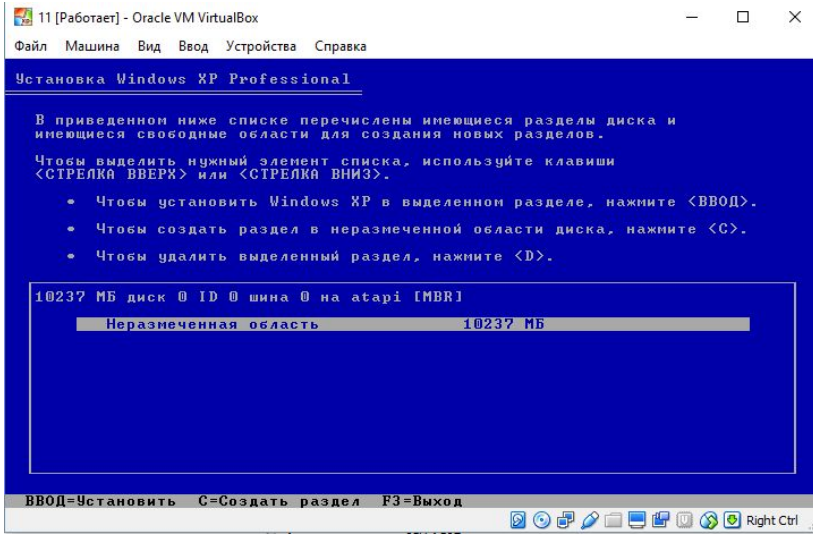 11 [Работает] - Oracle VM VirtualBox
Файл Машина Вид Ввод Устройства Справка
Установка Windows XP Professional
В приведенном ниже списке перечислены имеющиеся разделы диска и
имеющиеся свободные области для создания новых разделов.
Чтобы выделить нужный элемент списка, используйте клавиши
<СТРЕЛКА ВВЕРХ> или <СТРЕЛКА ВНИЗ>.
• Чтобы установить Windows XP в выделенном разделе, нажмите <ВВОД>.
• Чтобы создать раздел в неразмеченной области диска, нажмите <C>.
• Чтобы удалить выделенный раздел, нажмите <D>.
10237 МБ диск 0 ID 0 шина 0 на atapi [MBR]
Неразмеченная область 10237 МБ
ВВОД=Установить C=Создать раздел F3=Выход
Right Ctrl